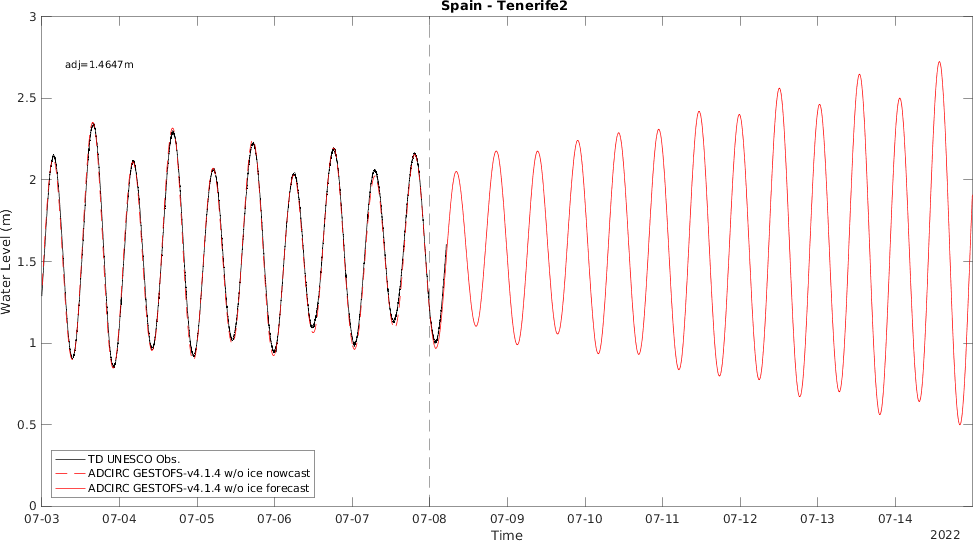 Spain - Tenerife2
adj=1.4647m
3
2.5
2
1.5
1
0.5
0
Water Level (m)
TD UNESCO Obs.
ADCIRC GESTOFS-v4.1.4 w/o ice nowcast
ADCIRC GESTOFS-v4.1.4 w/o ice forecast
07-03 07-04 07-05 07-06 07-07 07-08 07-09 07-10 07-11 07-12 07-13 07-14
Time
2022